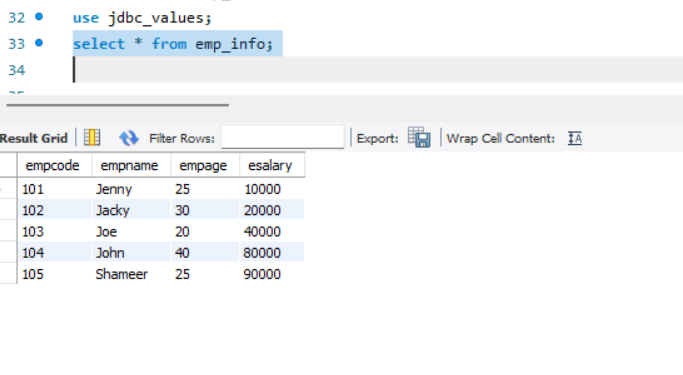 32 use jdbc_values;
33 select * from emp_info;
34
Result Grid Filter Rows: Export: Wrap Cell Content:
empcode empname empage esalary
101 Jenny 25 10000
102 Jacky 30 20000
103 Joe 20 40000
104 John 40 80000
105 Shameer 25 90000